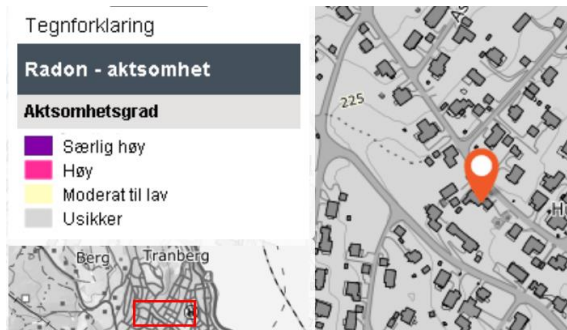 Tegnforklaring
Radon - aktsomhet
Aktsomhetsgrad
Særlig høy
Høy
Moderat til lav
Usikker
Berg
Tranberg
225